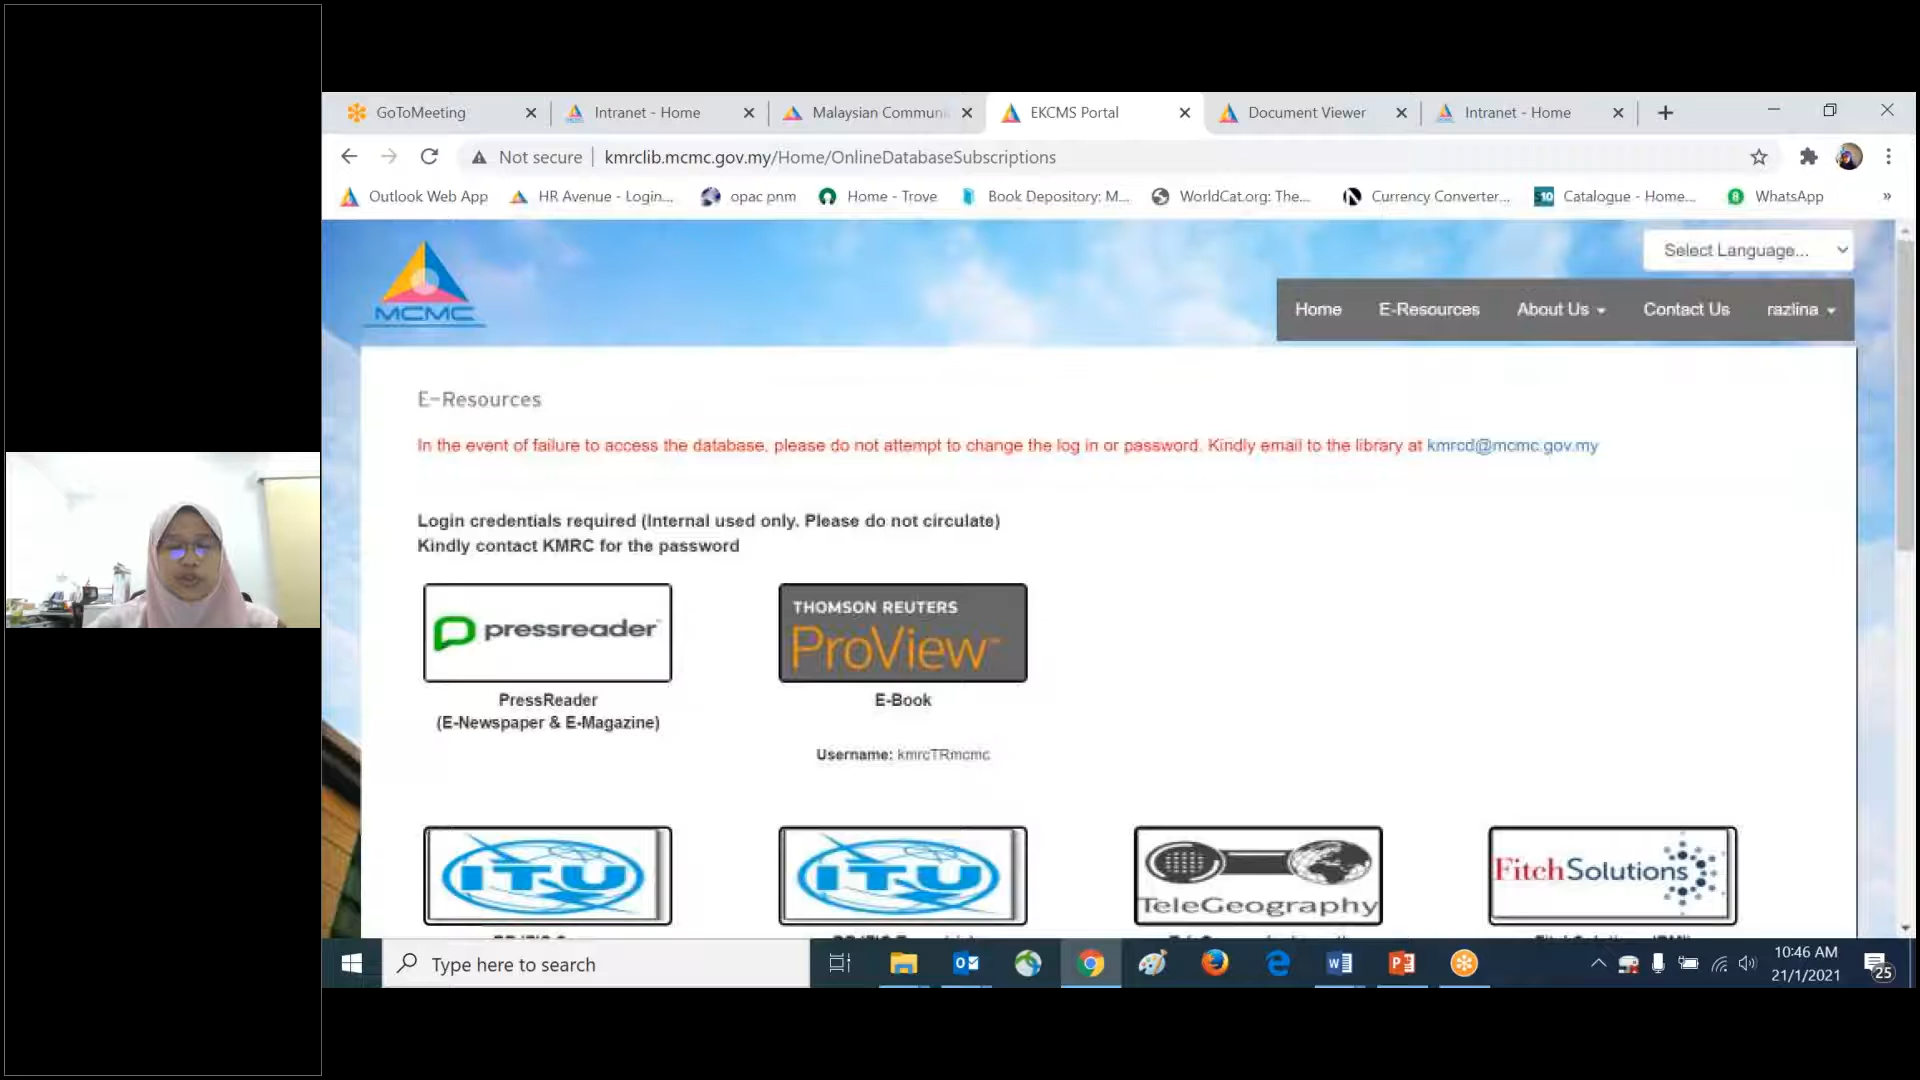 GoToMeeting
Intranet - Home
Malaysian Communi
EKCMS Portal
Document Viewer
Intranet - Home
Not secure
kmrclib.mcmc.gov.my/Home/OnlineDatabaseSubscriptions
Outlook Web App
HR Avenue - Login...
opac pnm
Home - Trove
Book Depository: M...
WorldCat.org: The...
Currency Converter...
S10
Catalogue - Home...
8
WhatsApp
»
MCMC
Select Language...
Home
E-Resources
About Us
Contact Us
razlina
E-Resources
In the event of failure to access the database, please do not attempt to change the log in or password. Kindly email to the library at kmrcd@mcmc.gov.my
Login credentials required (Internal used only. Please do not circulate)
Kindly contact KMRC for the password
pressreader
THOMSON REUTERS
ProView™
PressReader
(E-Newspaper & E-Magazine)
E-Book
Username: kmrcTRmcmc
ITU
ITU
TeleGeography
FitchSolutions
Type here to search
10:46 AM
21/1/2021
25